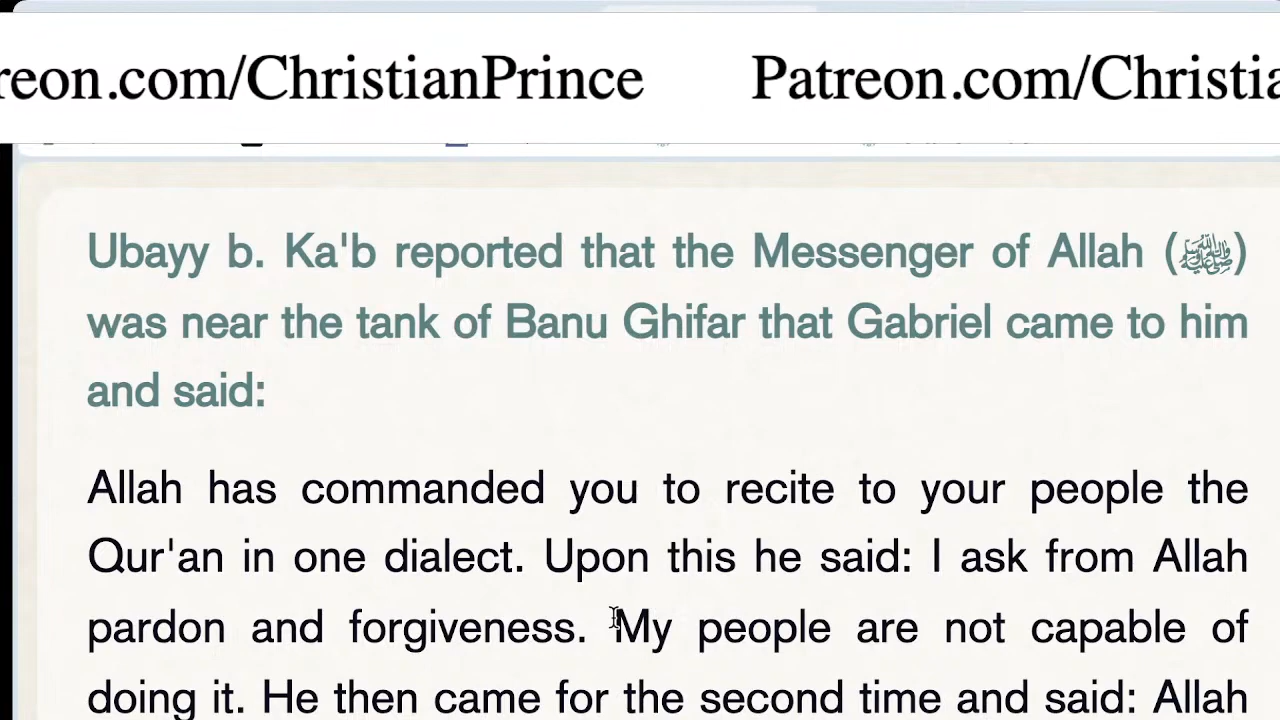 reon.com/ChristianPrince Patreon.com/Christia
Ubayy b. Ka'b reported that the Messenger of Allah (ﷺ)
was near the tank of Banu Ghifar that Gabriel came to him
and said:
Allah has commanded you to recite to your people the
Qur'an in one dialect. Upon this he said: I ask from Allah
pardon and forgiveness. My people are not capable of
doing it. He then came for the second time and said: Allah